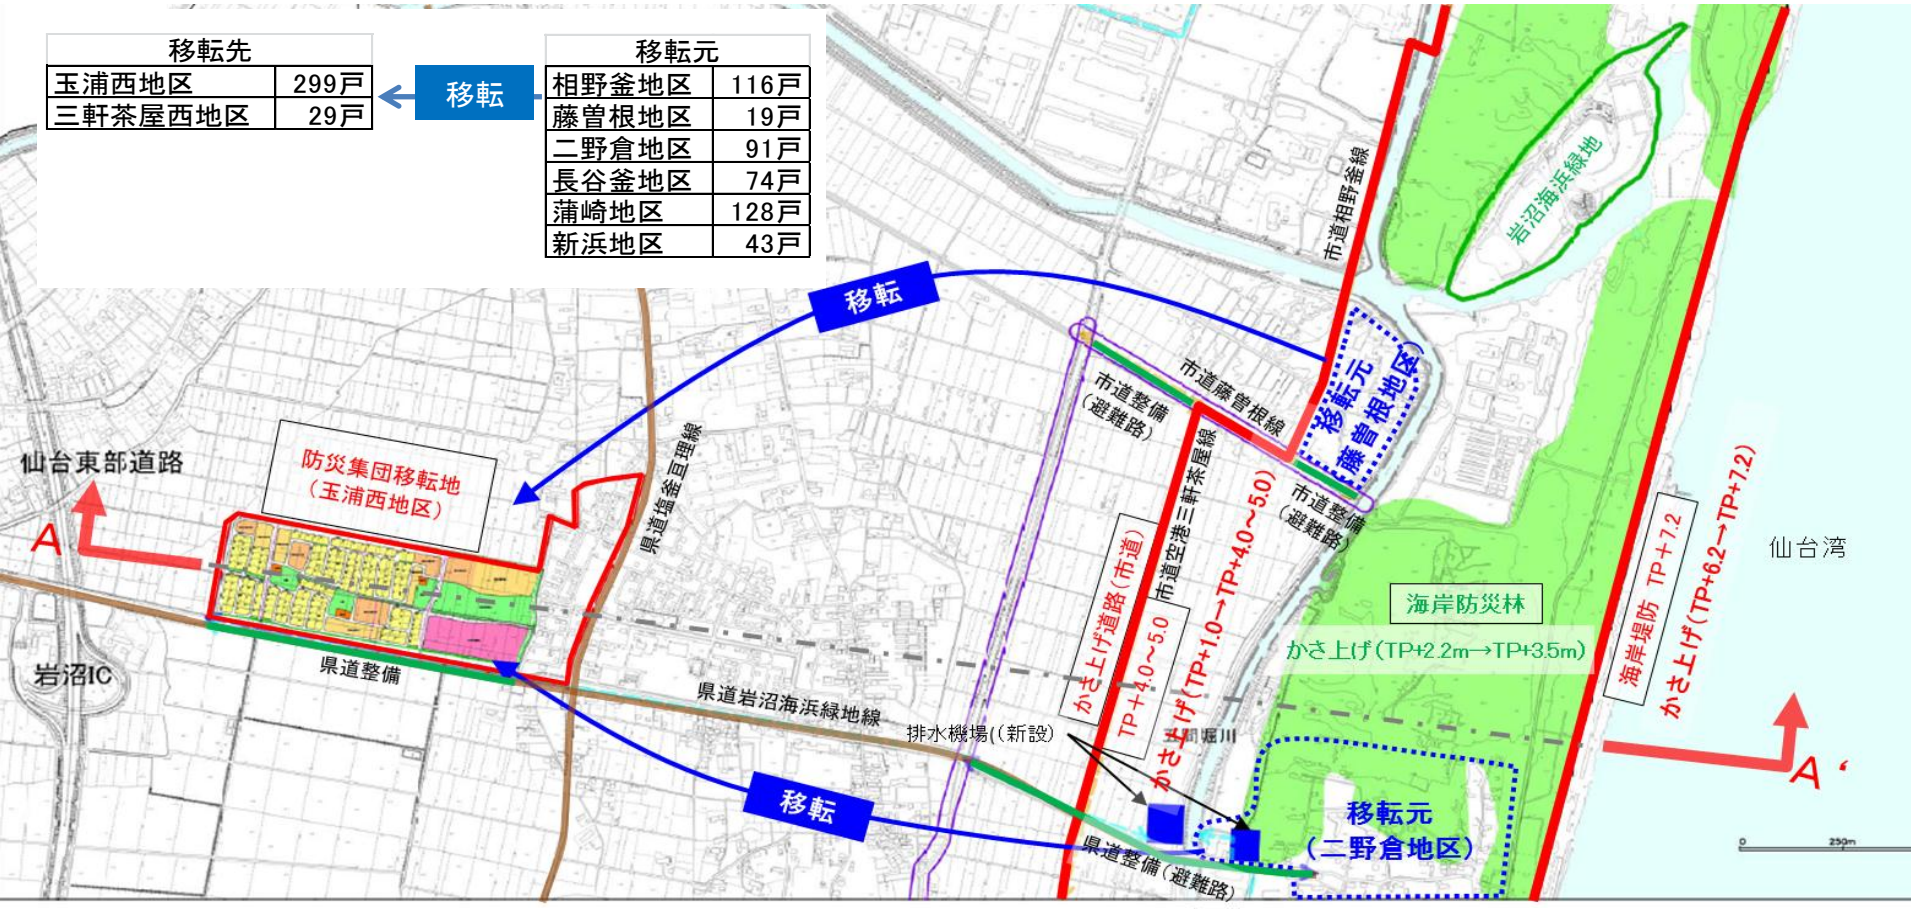 移転先
玉浦西地区 299戸
三軒茶屋西地区 29戸
移転
移転元
相野釜地区 116戸
藤曽根地区 19戸
二野倉地区 91戸
長谷釜地区 74戸
蒲崎地区 128戸
新浜地区 43戸
岩沼海浜緑地
市道相野釜線
移転
移転元
(藤曽根地区)
市道藤曽根線
市道整備
(避難路)
市道整備
(避難路)
仙台東部道路
防災集団移転地
(玉浦西地区)
県道塩釜亘理線
A
市道空港三軒茶屋線
かさ上げ道路(市道)
TP+4.0~5.0
かさ上げ(TP+1.0→TP+4.0~5.0)
海岸防災林
かさ上げ(TP+2.2m→TP+3.5m)
海岸堤防 TP+7.2
かさ上げ(TP+6.2→TP+7.2)
仙台湾
岩沼IC
県道整備
県道岩沼海浜緑地線
排水機場((新設)
五間堀川
A‘
移転
移転元
(二野倉地区)
県道整備(避難路)
0 250m